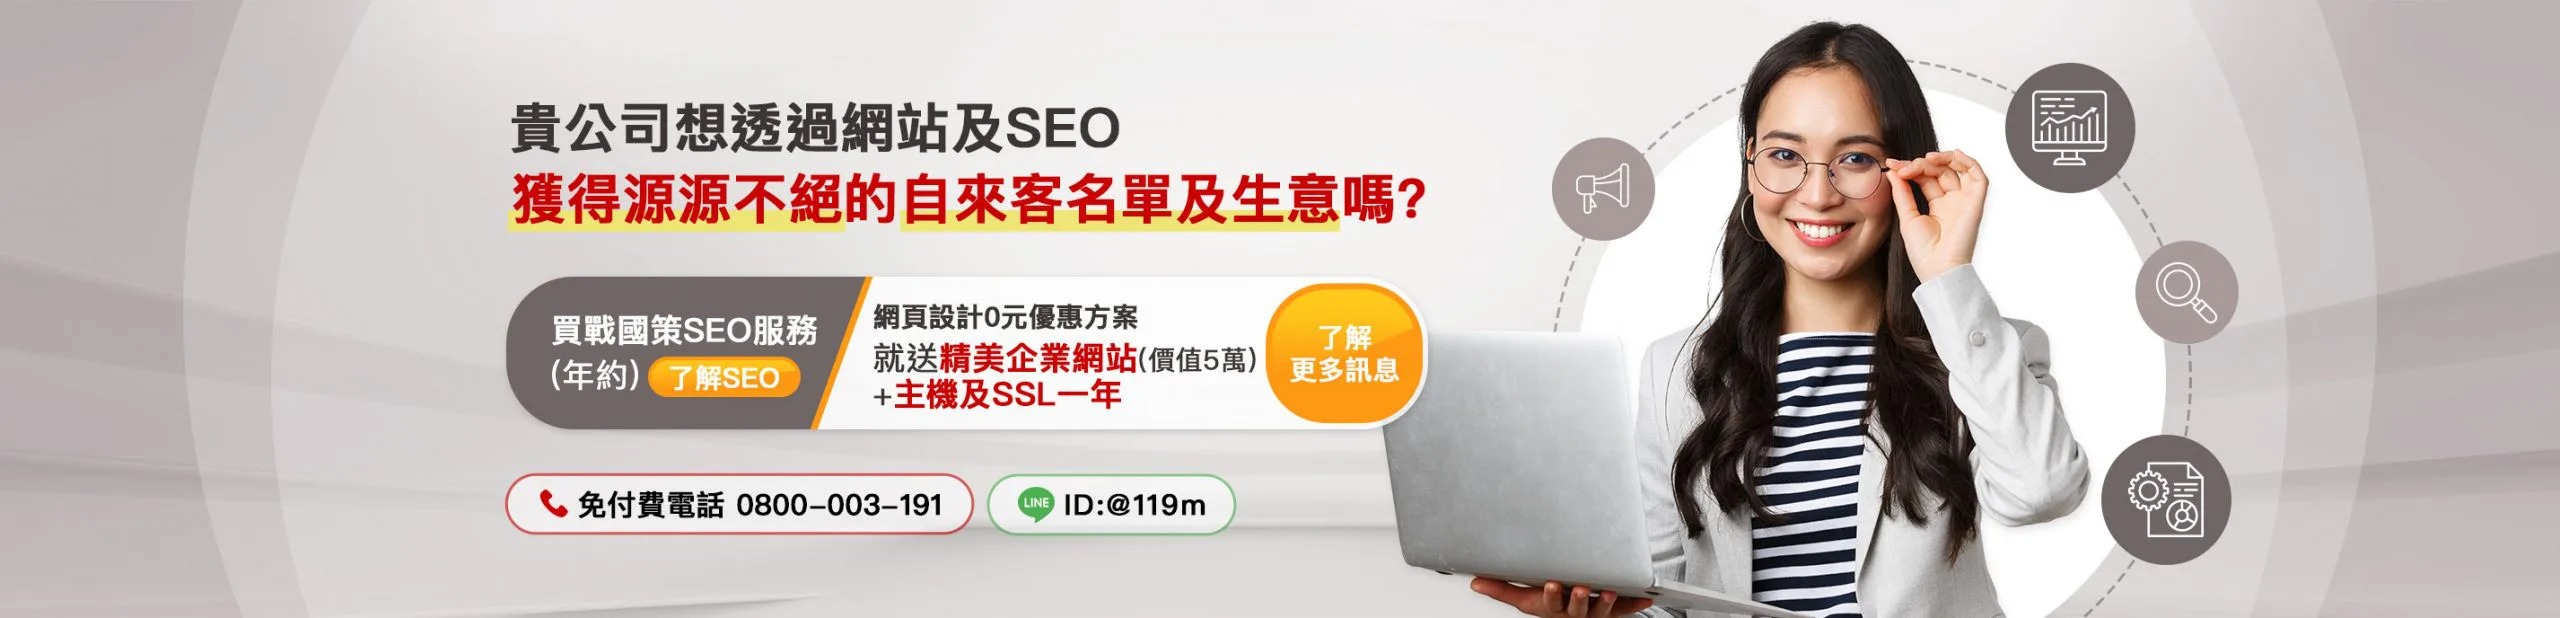 貴公司想透過網站及SEO
獲得源源不絕的自來客名單及生意嗎?
買戰國策SEO服務
(年約) 了解SEO
網頁設計0元優惠方案
就送精美企業網站(價值5萬)
+主機及SSL一年
了解
更多訊息
免付費電話 0800-003-191
LINE ID:@119m